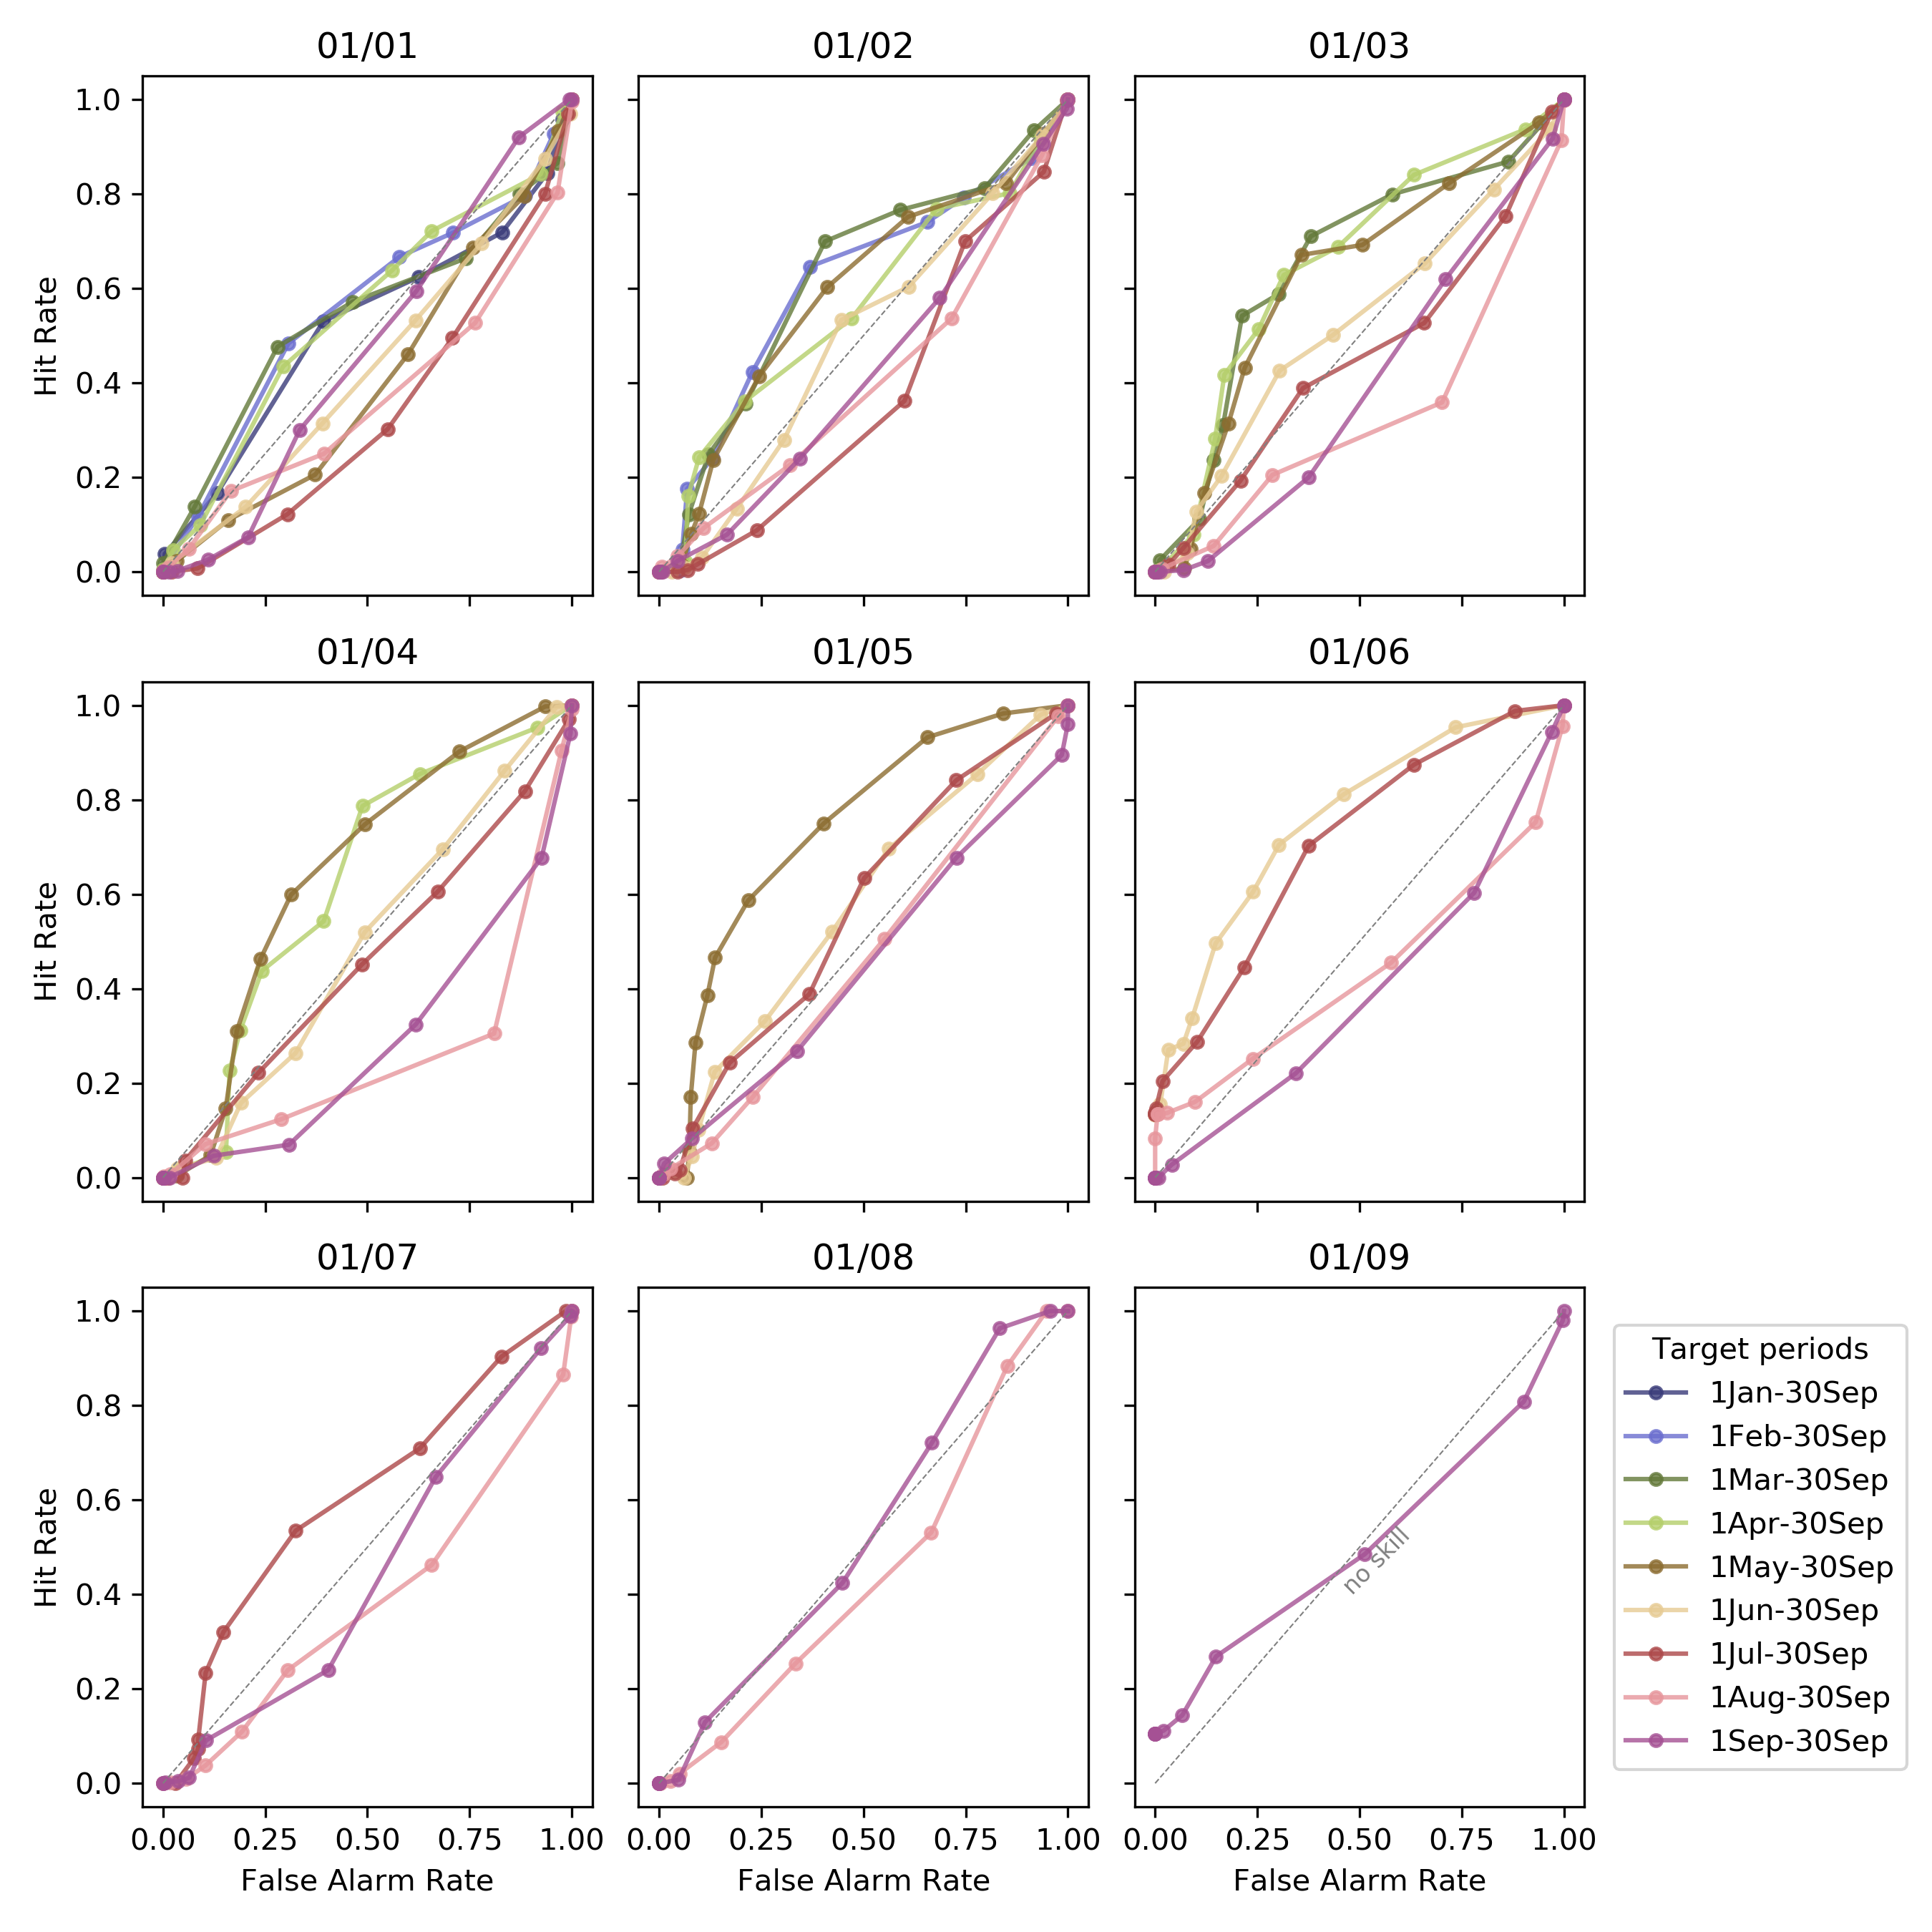 01/01
01/02
01/03
1.0
0.8
0.6
0.4
0.2
0.0
Hit Rate
01/04
01/05
01/06
1.0
0.8
0.6
0.4
0.2
0.0
Hit Rate
01/07
01/08
01/09
1.0
0.8
0.6
0.4
0.2
0.0
Hit Rate
no skill
0.00 0.25 0.50 0.75 1.00
0.00 0.25 0.50 0.75 1.00
0.00 0.25 0.50 0.75 1.00
False Alarm Rate
False Alarm Rate
False Alarm Rate
Target periods
1Jan-30Sep
1Feb-30Sep
1Mar-30Sep
1Apr-30Sep
1May-30Sep
1Jun-30Sep
1Jul-30Sep
1Aug-30Sep
1Sep-30Sep